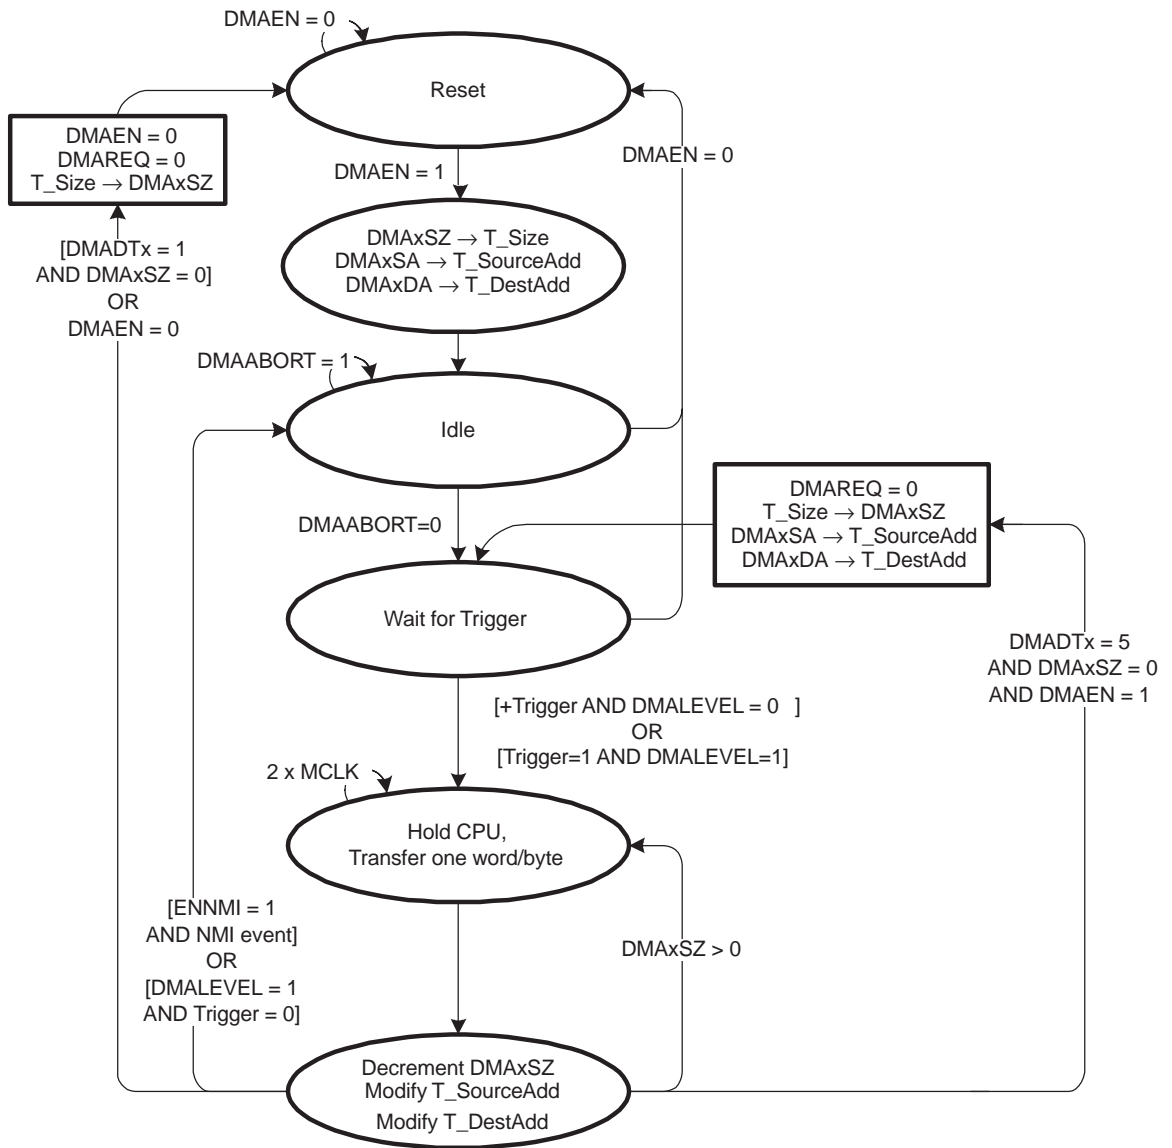 DMAEN = 0
Reset
DMAEN = 0
DMAREQ = 0
T_Size → DMAxSZ
DMAEN = 0
DMAEN = 1
DMAxSZ → T_Size
DMAxSA → T_SourceAdd
DMAxDA → T_DestAdd
[DMADTx = 1
AND DMAxSZ = 0]
OR
DMAEN = 0
DMAABORT = 1
Idle
DMAABORT=0
DMAREQ = 0
T_Size → DMAxSZ
DMAxSA → T_SourceAdd
DMAxDA → T_DestAdd
Wait for Trigger
DMADTx = 5
AND DMAxSZ = 0
AND DMAEN = 1
[+Trigger AND DMALEVEL = 0 ]
OR
[Trigger=1 AND DMALEVEL=1]
2 x MCLK
Hold CPU,
Transfer one word/byte
[ENNMI = 1
AND NMI event]
OR
[DMALEVEL = 1
AND Trigger = 0]
DMAxSZ > 0
Decrement DMAxSZ
Modify T_SourceAdd
Modify T_DestAdd